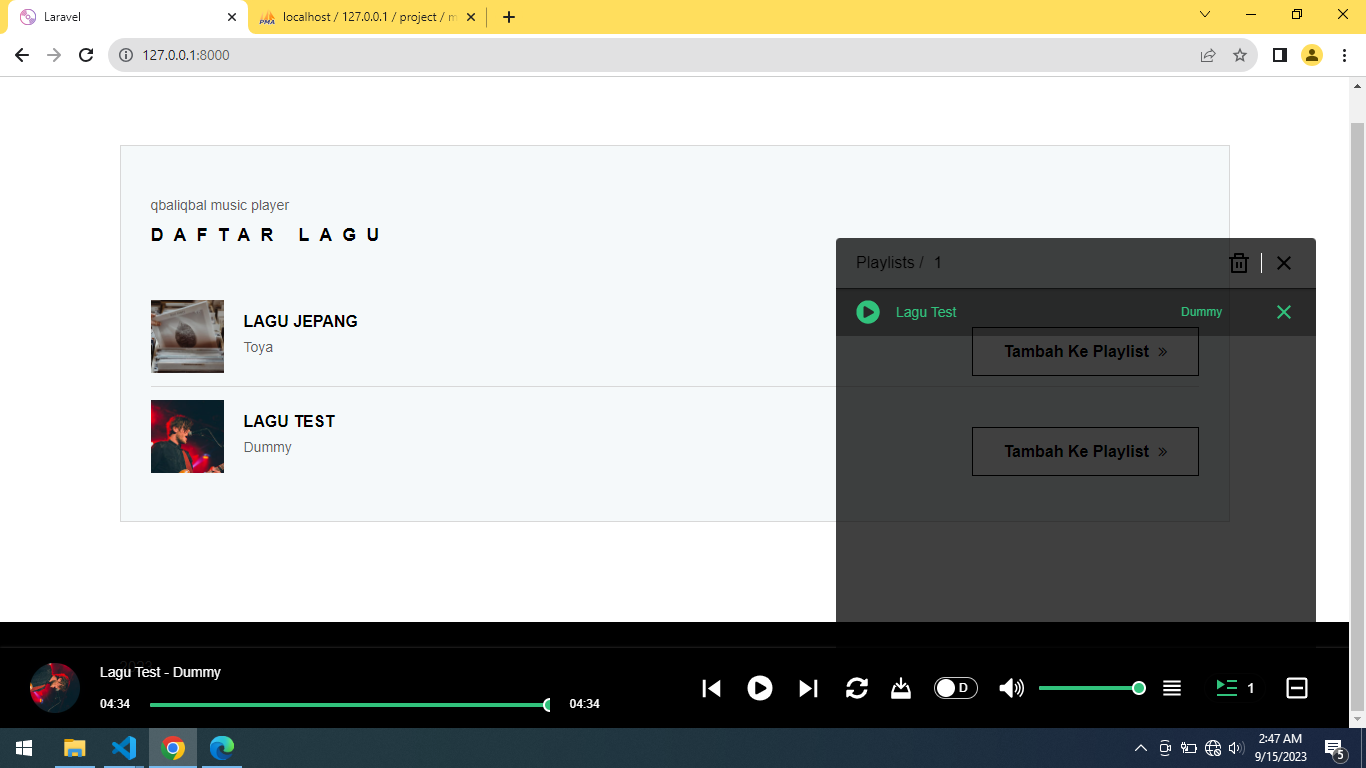 Laravel
localhost / 127.0.0.1 / project / m
127.0.0.1:8000
qbaliqbal music player
DAFTAR LAGU
Playlists / 1
Lagu Test Dummy
LAGU JEPANG
Toya
Tambah Ke Playlist »
LAGU TEST
Dummy
Tambah Ke Playlist »
Lagu Test - Dummy
04:34 04:34
D
1
2:47 AM
9/15/2023
5